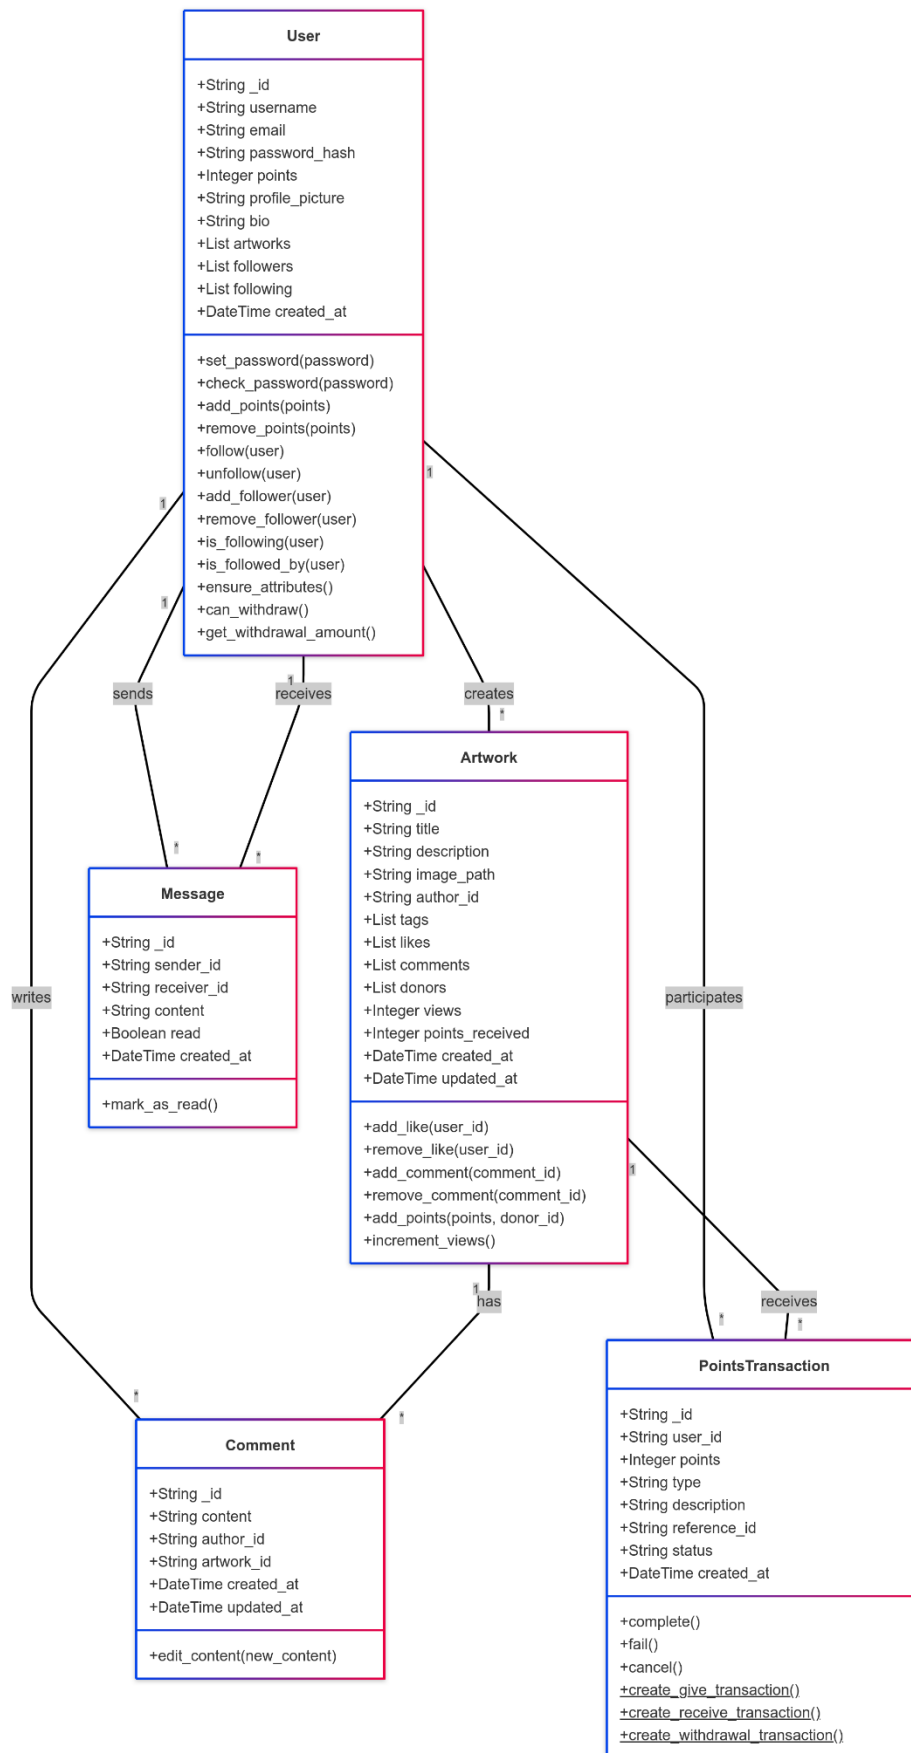 User
+String _id
+String username
+String email
+String password_hash
+Integer points
+String profile_picture
+String bio
+List artworks
+List followers
+List following
+DateTime created_at
+set_password(password)
+check_password(password)
+add_points(points)
+remove_points(points)
+follow(user)
+unfollow(user)
+add_follower(user)
+remove_follower(user)
+is_following(user)
+is_followed_by(user)
+ensure_attributes()
+can_withdraw()
+get_withdrawal_amount()
1
1
1
1
sends
receives
creates
*
*
*
Message
+String _id
+String sender_id
+String receiver_id
+String content
+Boolean read
+DateTime created_at
+mark_as_read()
Artwork
+String _id
+String title
+String description
+String image_path
+String author_id
+List tags
+List likes
+List comments
+List donors
+Integer views
+Integer points_received
+DateTime created_at
+DateTime updated_at
+add_like(user_id)
+remove_like(user_id)
+add_comment(comment_id)
+remove_comment(comment_id)
+add_points(points, donor_id)
+increment_views()
writes
participates
1
1
has
receives
*
*
*
*
Comment
+String _id
+String content
+String author_id
+String artwork_id
+DateTime created_at
+DateTime updated_at
+edit_content(new_content)
PointsTransaction
+String _id
+String user_id
+Integer points
+String type
+String description
+String reference_id
+String status
+DateTime created_at
+complete()
+fail()
+cancel()
+create_give_transaction()
+create_receive_transaction()
+create_withdrawal_transaction()